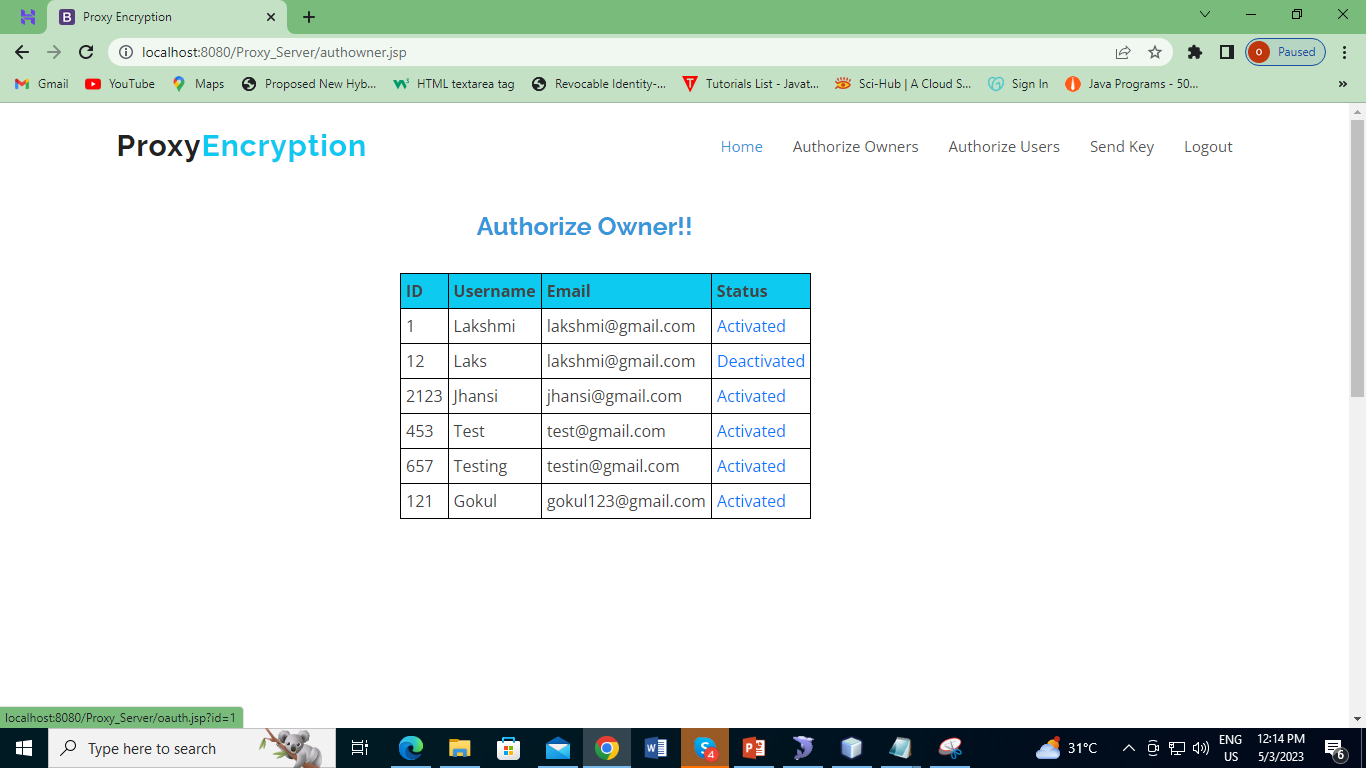 Proxy Encryption
localhost:8080/Proxy_Server/authowner.jsp
O Paused
Gmail YouTube Maps Proposed New Hyb... HTML textarea tag Revocable Identity-... Tutorials List - Javat... Sci-Hub | A Cloud S... Sign In Java Programs - 50... »
ProxyEncryption
Home Authorize Owners Authorize Users Send Key Logout
Authorize Owner!!
ID Username Email Status
1 Lakshmi lakshmi@gmail.com Activated
12 Laks lakshmi@gmail.com Deactivated
2123 Jhansi jhansi@gmail.com Activated
453 Test test@gmail.com Activated
657 Testing testin@gmail.com Activated
121 Gokul gokul123@gmail.com Activated
localhost:8080/Proxy_Server/oauth.jsp?id=1
Type here to search
4
31°C
ENG
US
12:14 PM
5/3/2023
6